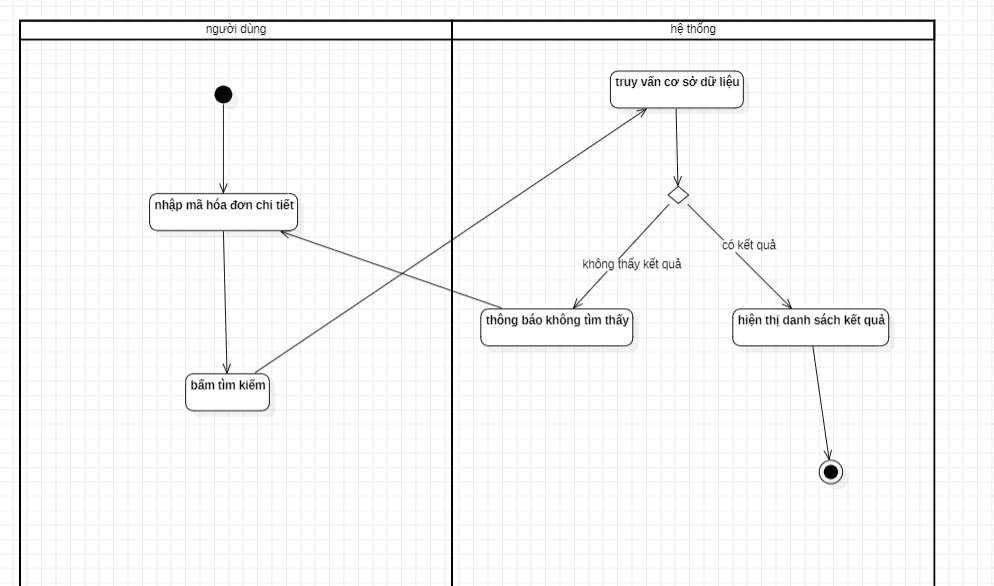 người dùng
hệ thống
truy vấn cơ sở dữ liệu
nhập mã hóa đơn chi tiết
có kết quả
không thấy kết quả
thông báo không tìm thấy
hiện thị danh sách kết quả
bấm tìm kiếm